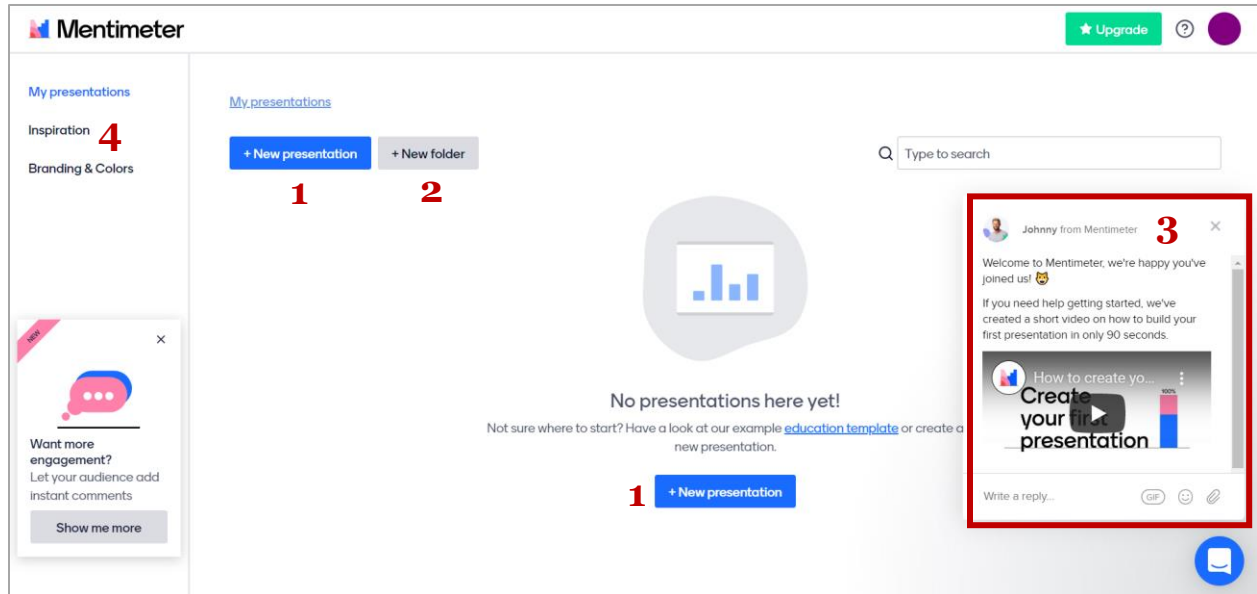 Mentimeter
Upgrade
?
My presentations
Inspiration
4
Branding & Colors
My presentations
+ New presentation
+ New folder
Type to search
1
2
Johnny from Mentimeter
3
Welcome to Mentimeter, we're happy you've
joined us! 😺
If you need help getting started, we've
created a short video on how to build your
first presentation in only 90 seconds.
How to create yo...
Create
your first
presentation
100%
Write a reply...
GIF
NEW
Want more
engagement?
Let your audience add
instant comments
Show me more
No presentations here yet!
Not sure where to start? Have a look at our example education template or create a
new presentation.
1
+ New presentation